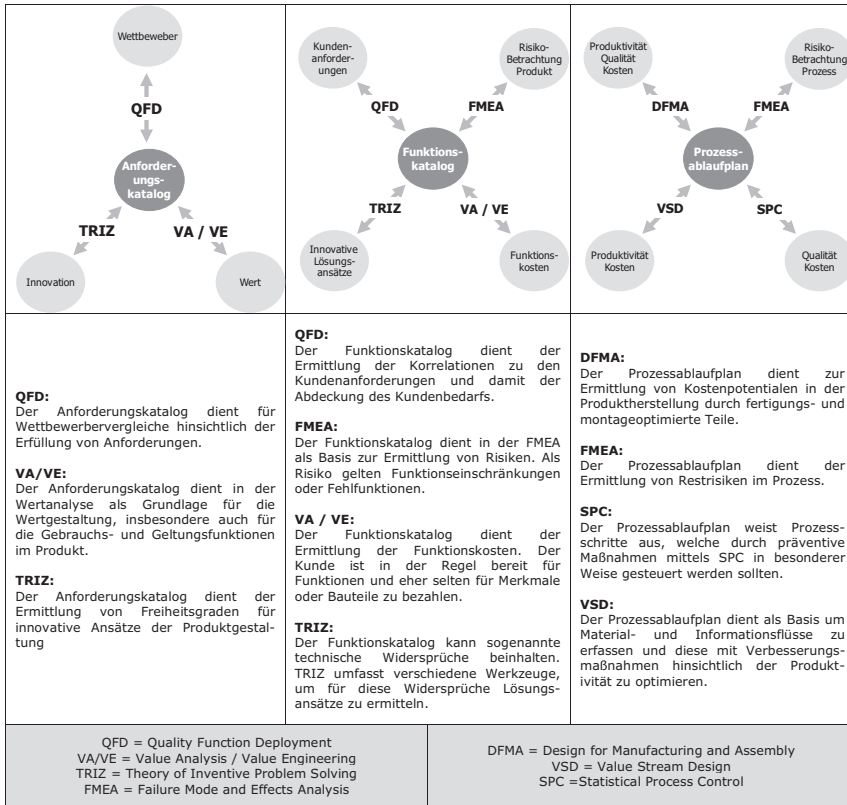 Wettbeweber
QFD
Anforder-
ungs-
katalog
TRIZ
VA / VE
Innovation
Wert
Kunden-
anforder-
ungen
Risiko-
Betrachtung
Produkt
QFD
FMEA
Funktions-
katalog
TRIZ
VA / VE
Innovative
Lösungs-
ansätze
Funktions-
kosten
Produktivität
Qualität
Kosten
Risiko-
Betrachtung
Prozess
DFMA
FMEA
Prozess-
ablaufplan
VSD
SPC
Produktivität
Kosten
Qualität
Kosten
QFD:
Der Anforderungskatalog dient für
Wettbewerbervergleiche hinsichtlich der
Erfüllung von Anforderungen.
VA/VE:
Der Anforderungskatalog dient in der
Wertanalyse als Grundlage für die
Wertgestaltung, insbesondere auch für
die Gebrauchs- und Geltungsfunktionen
im Produkt.
TRIZ:
Der Anforderungskatalog dient der
Ermittlung von Freiheitsgraden für
innovative Ansätze der Produktgestal-
tung
QFD:
Der Funktionskatalog dient der
Ermittlung der Korrelationen zu den
Kundenanforderungen und damit der
Abdeckung des Kundenbedarfs.
FMEA:
Der Funktionskatalog dient in der FMEA
als Basis zur Ermittlung von Risiken. Als
Risiko gelten Funktionseinschränkungen
oder Fehlfunktionen.
VA / VE:
Der Funktionskatalog dient der
Ermittlung der Funktionskosten. Der
Kunde ist in der Regel bereit für
Funktionen und eher selten für Merkmale
oder Bauteile zu bezahlen.
TRIZ:
Der Funktionskatalog kann sogenannte
technische Widersprüche beinhalten.
TRIZ umfasst verschiedene Werkzeuge,
um für diese Widersprüche Lösungs-
ansätze zu ermitteln.
DFMA:
Der Prozessablaufplan dient zur
Ermittlung von Kostenpotentialen in der
Produktherstellung durch fertigungs- und
montageoptimierte Teile.
FMEA:
Der Prozessablaufplan dient der
Ermittlung von Restrisiken im Prozess.
SPC:
Der Prozessablaufplan weist Prozess-
schritte aus, welche durch präventive
Maßnahmen mittels SPC in besonderer
Weise gesteuert werden sollten.
VSD:
Der Prozessablaufplan dient als Basis um
Material- und Informationsflüsse zu
erfassen und diese mit Verbesserungs-
maßnahmen hinsichtlich der Produkt-
ivität zu optimieren.
QFD = Quality Function Deployment
VA/VE = Value Analysis / Value Engineering
TRIZ = Theory of Inventive Problem Solving
FMEA = Failure Mode and Effects Analysis
DFMA = Design for Manufacturing and Assembly
VSD = Value Stream Design
SPC =Statistical Process Control